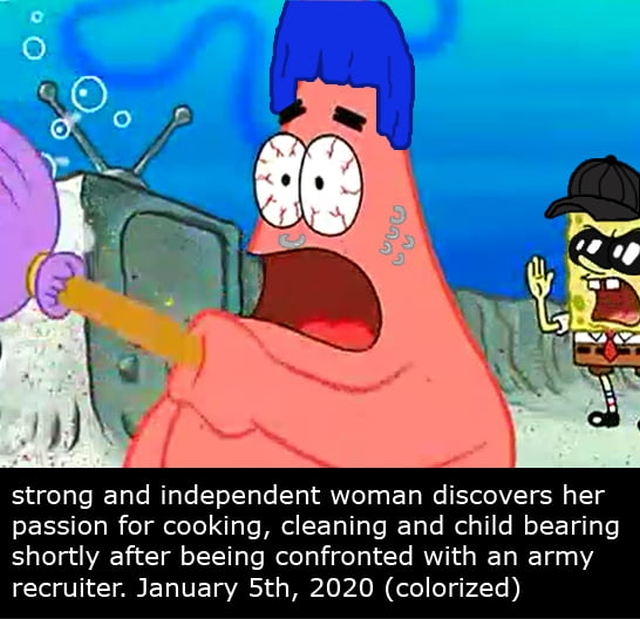 strong and independent woman discovers her
passion for cooking, cleaning and child bearing
shortly after beeing confronted with an army
recruiter. January 5th, 2020 (colorized)